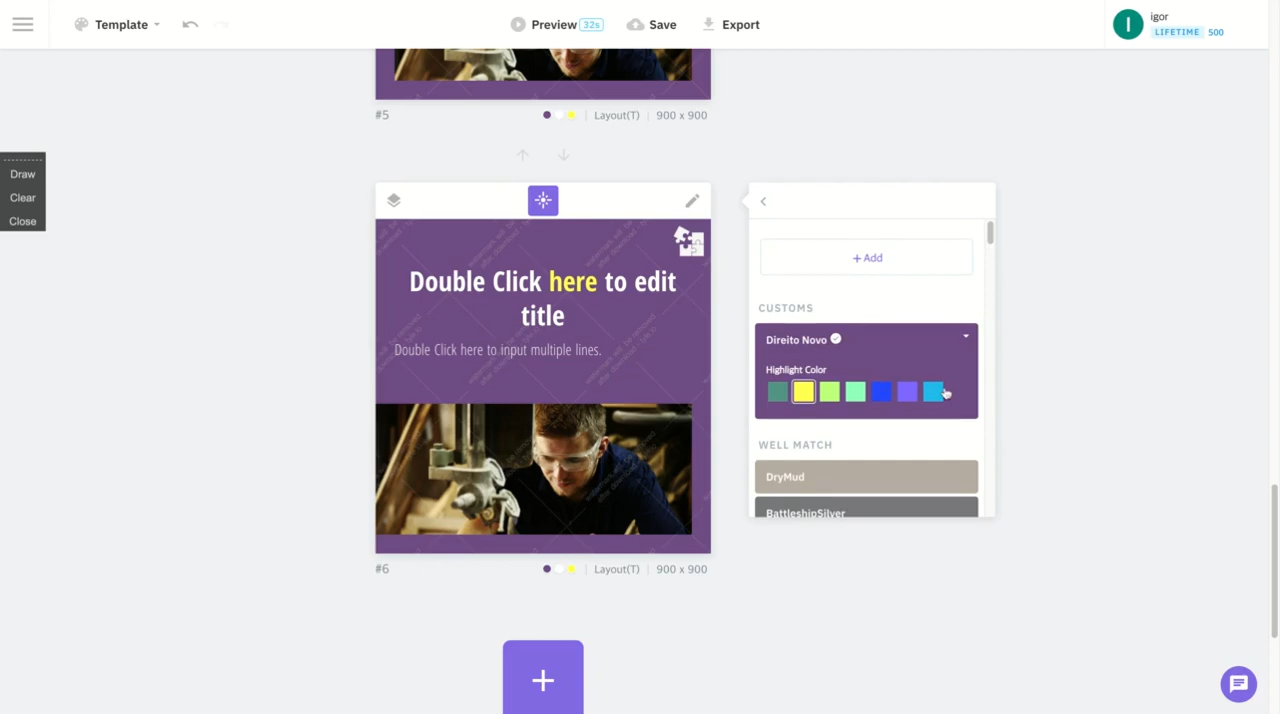 Template
Preview 32s
Save
Export
I
igor
LIFETIME 500
#5
Layout(T)
900 x 900
Draw
Clear
Close
Double Click here to edit
title
Double Click here to input multiple lines.
#6
Layout(T)
900 x 900
+ Add
CUSTOMS
Direito Novo
Highlight Color
WELL MATCH
DryMud
BattleshipSilver
+